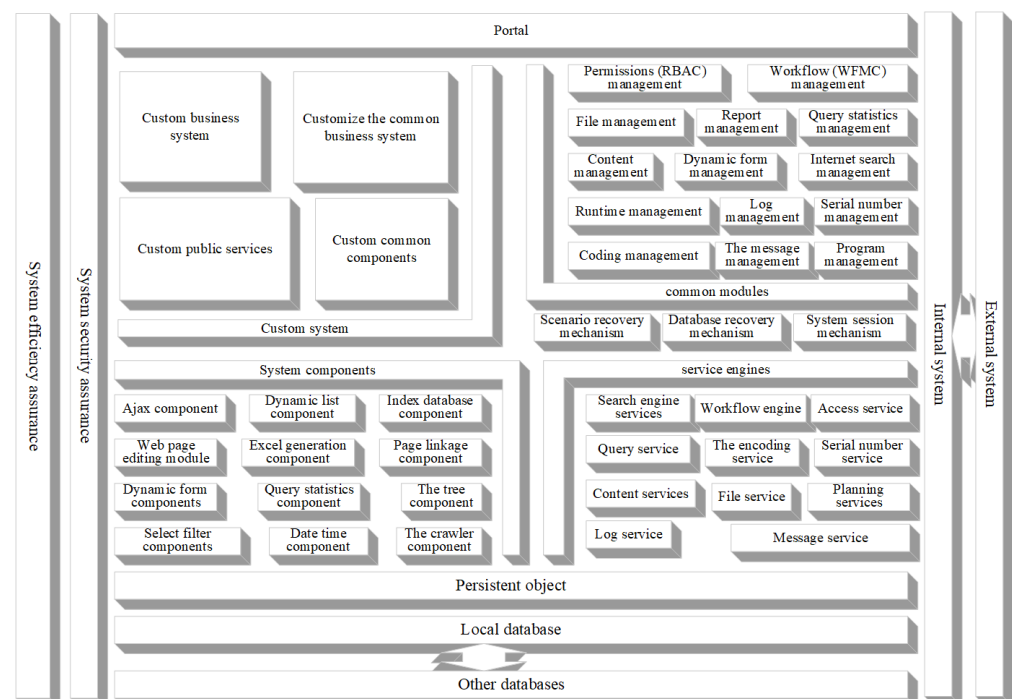 Portal
System efficiency assurance
System security assurance
Custom business
system
Customize the common
business system
Custom public services
Custom common
components
Custom system
Permissions (RBAC)
management
Workflow (WFMC)
management
File management
Report
management
Query statistics
management
Content
management
Dynamic form
management
Internet search
management
Runtime management
Log
management
Serial number
management
Coding management
The message
management
Program
management
common modules
Scenario recovery
mechanism
Database recovery
mechanism
System session
mechanism
System components
Ajax component
Dynamic list
component
Index database
component
Web page
editing module
Excel generation
component
Page linkage
component
Dynamic form
components
Query statistics
component
The tree
component
Select filter
components
Date time
component
The crawler
component
service engines
Search engine
services
Workflow engine
Access service
Query service
The encoding
service
Serial number
service
Content services
File service
Planning
services
Log service
Message service
Internal system
External system
Persistent object
Local database
Other databases